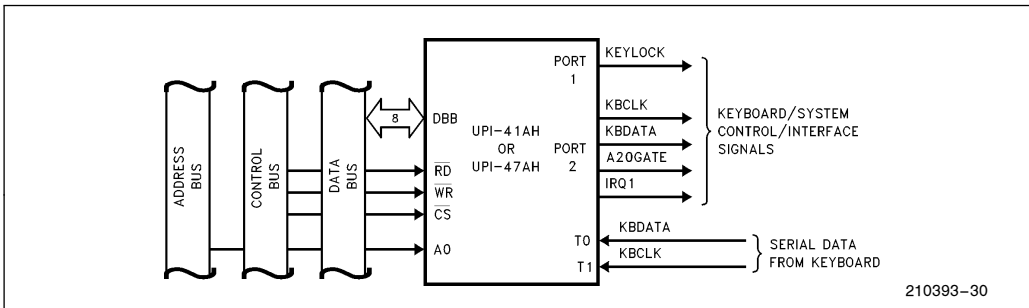 ADDRESS
BUS
CONTROL
BUS
DATA
BUS
8
DBB
RD
WR
CS
A0
UPI-41AH
OR
UPI-47AH
PORT
1
PORT
2
T0
T1
KEYLOCK
KBCLK
KBDATA
A20GATE
IRQ1
KBDATA
KBCLK
KEYBOARD/SYSTEM
CONTROL/INTERFACE
SIGNALS
SERIAL DATA
FROM KEYBOARD
210393–30